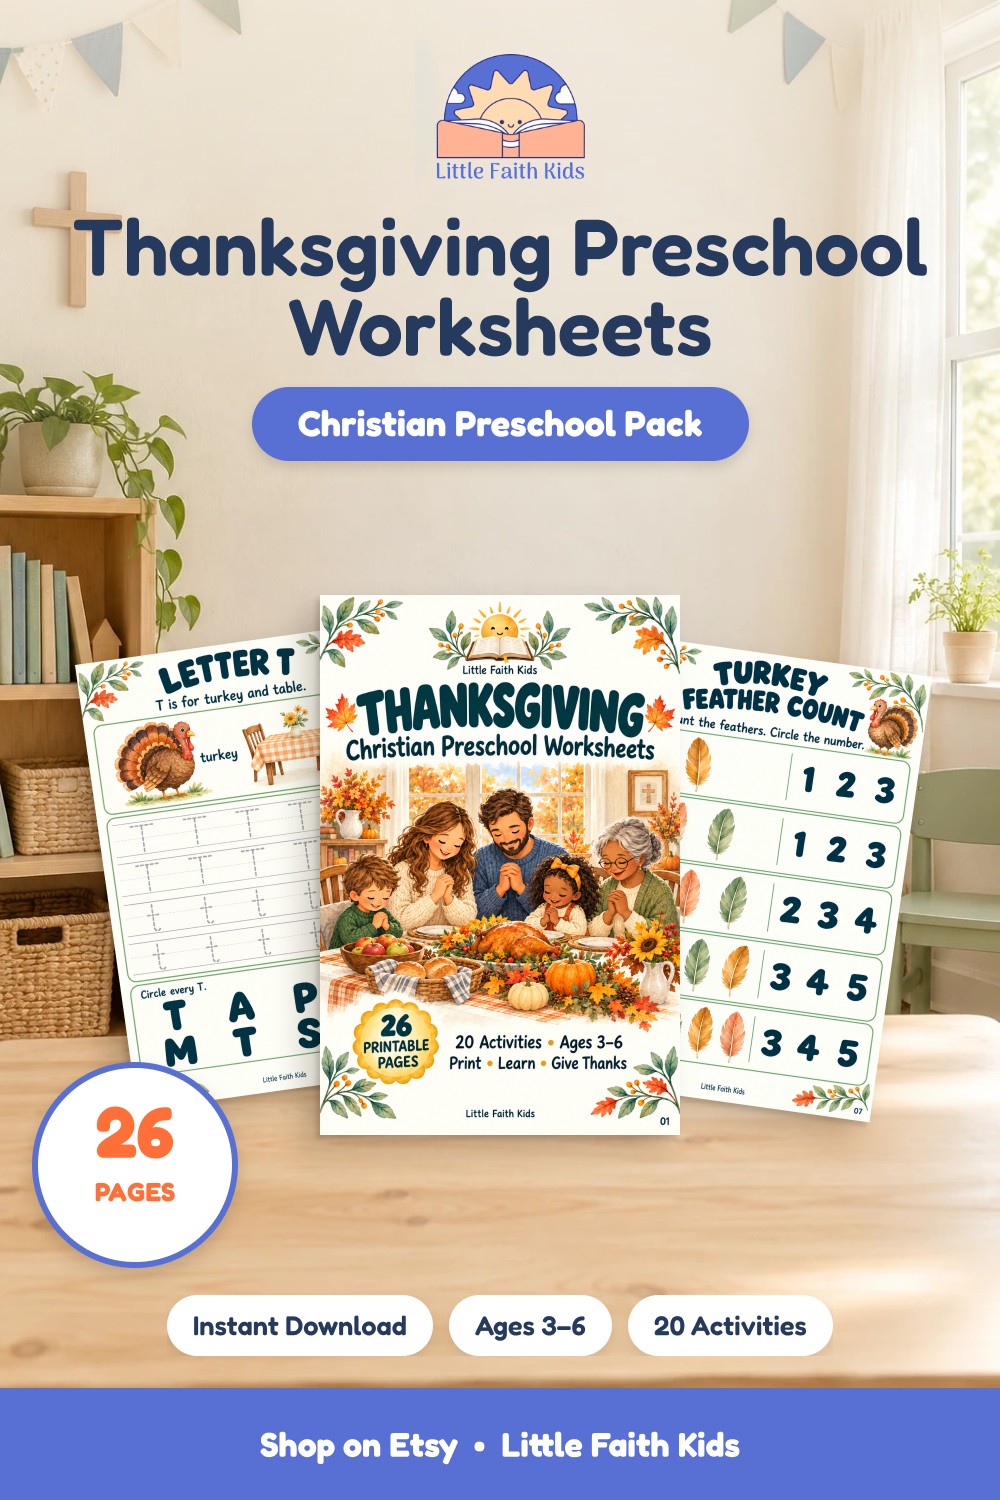 Little Faith Kids
Thanksgiving Preschool
Worksheets
Christian Preschool Pack
LETTER T
T is for turkey and table.
turkey
Circle every T.
T A P
M T S
Little Faith Kids
Little Faith Kids
THANKSGIVING
Christian Preschool Worksheets
26
PRINTABLE
PAGES
20 Activities • Ages 3–6
Print • Learn • Give Thanks
Little Faith Kids
01
TURKEY
FEATHER COUNT
the feathers. Circle the number.
1 2 3
1 2 3
2 3 4
3 4 5
3 4 5
Little Faith Kids
07
26
PAGES
Instant Download
Ages 3–6
20 Activities
Shop on Etsy • Little Faith Kids